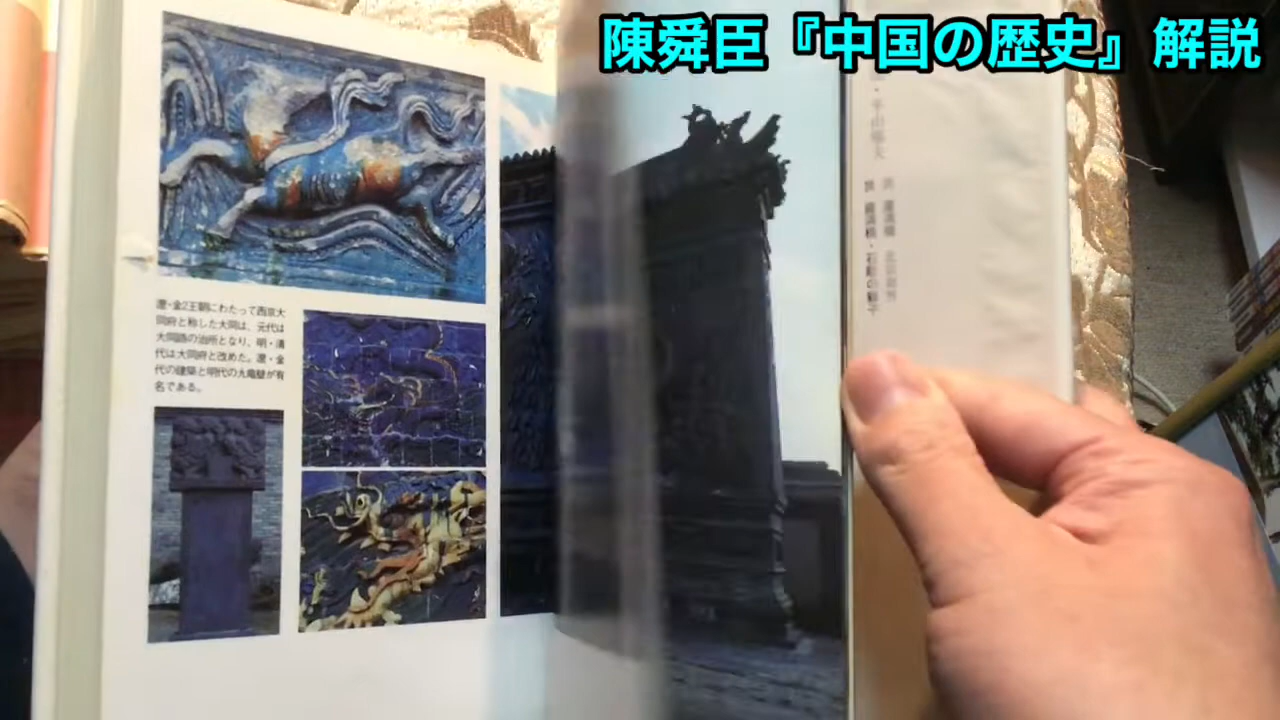 陳舜臣『中国の歴史』解説
遼・金2王朝にわたって西京大
同府と称した大同は、元代は
大同路の治所となり、明・清
代は大同府と改めた。遼・金
代の建築と明代の九竜壁が有
名である。